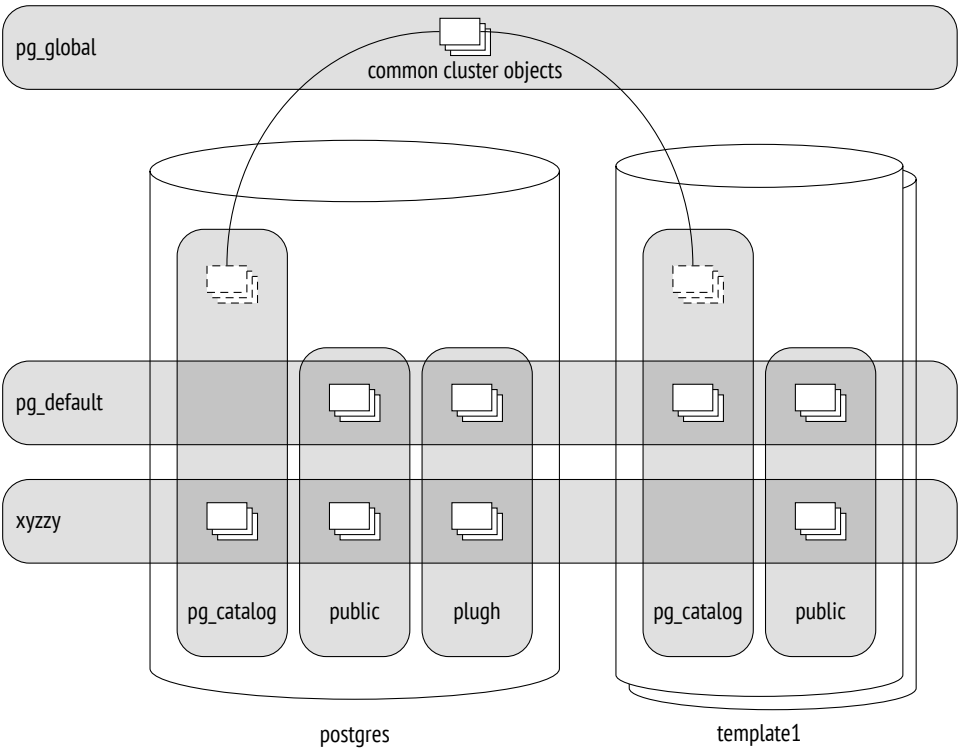 pg_global
common cluster objects
pg_default
xyzzy
pg_catalog public plugh pg_catalog public
postgres template1